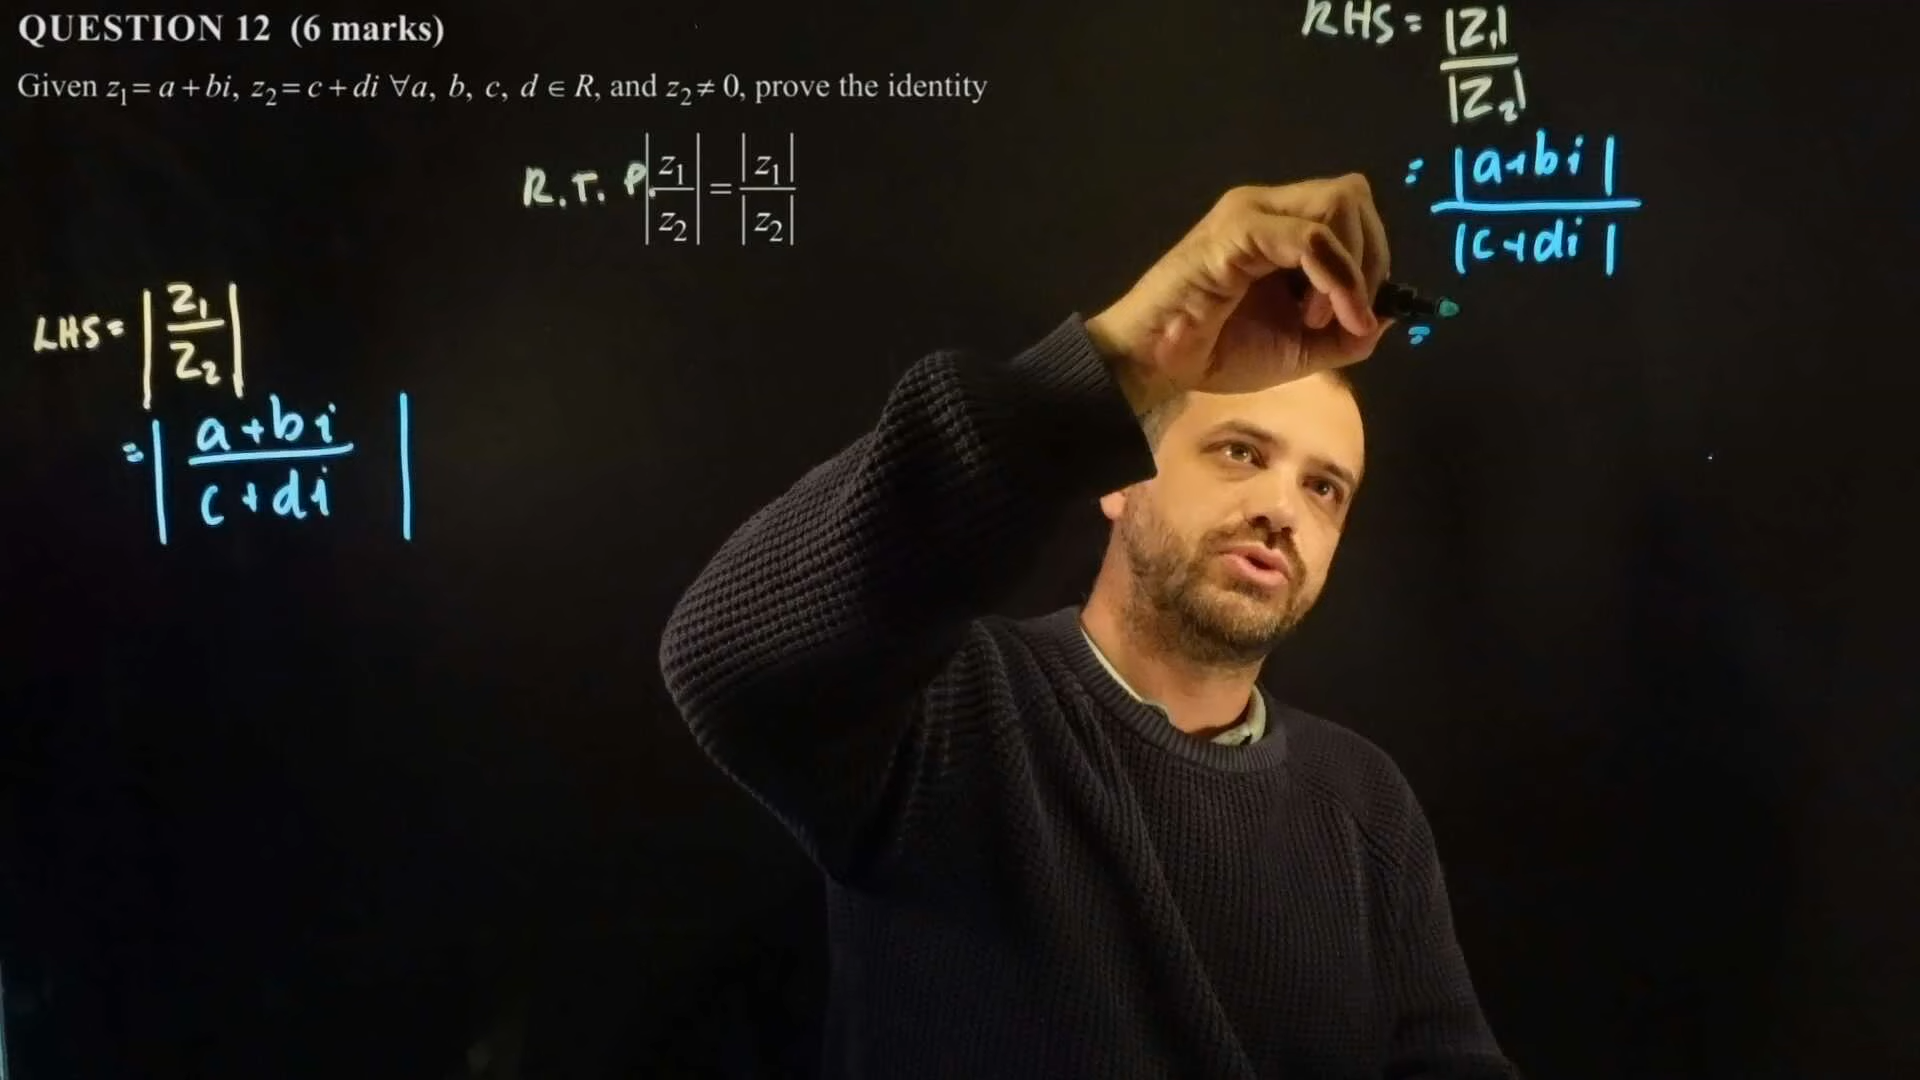 QUESTION 12 (6 marks)
Given z₁ = a + bi, z₂ = c + di ∀a, b, c, d ∈ R, and z₂ ≠ 0, prove the identity
R.T.P. |z₁/z₂| = |z₁|/|z₂|
LHS = |z₁/z₂|
= |a+bi/c+di|
RHS = |z₁|/|z₂|
= |a+bi|/|c+di|
=